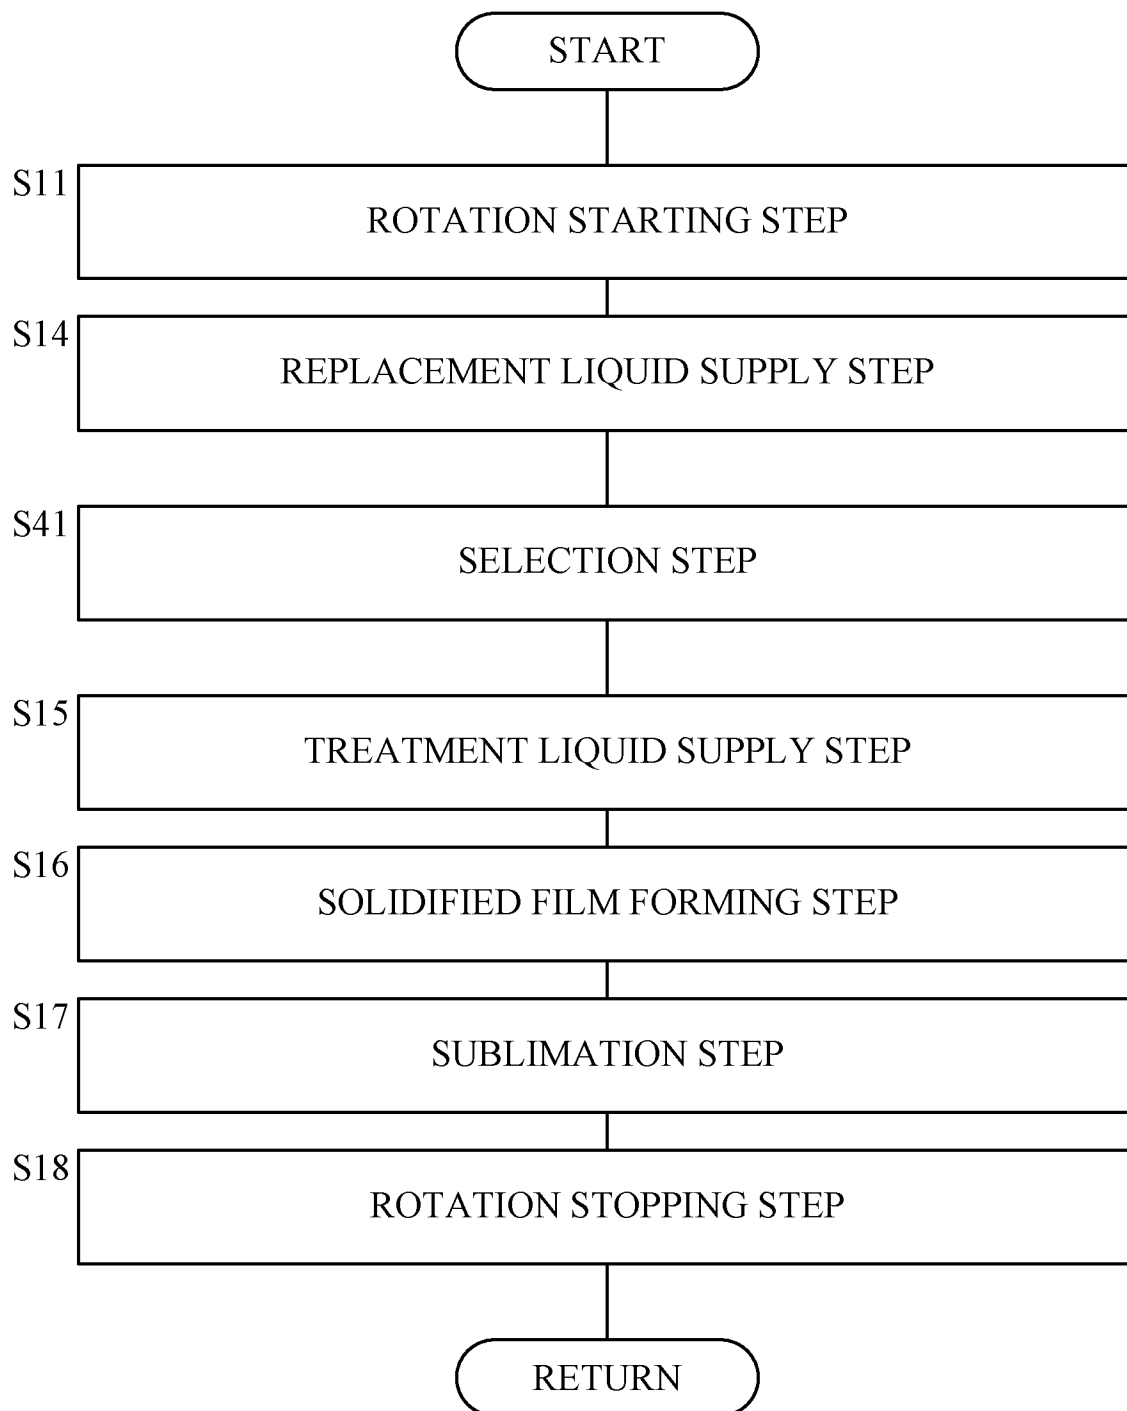 START
S11
ROTATION STARTING STEP
S14
REPLACEMENT LIQUID SUPPLY STEP
S41
SELECTION STEP
S15
TREATMENT LIQUID SUPPLY STEP
S16
SOLIDIFIED FILM FORMING STEP
S17
SUBLIMATION STEP
S18
ROTATION STOPPING STEP
RETURN